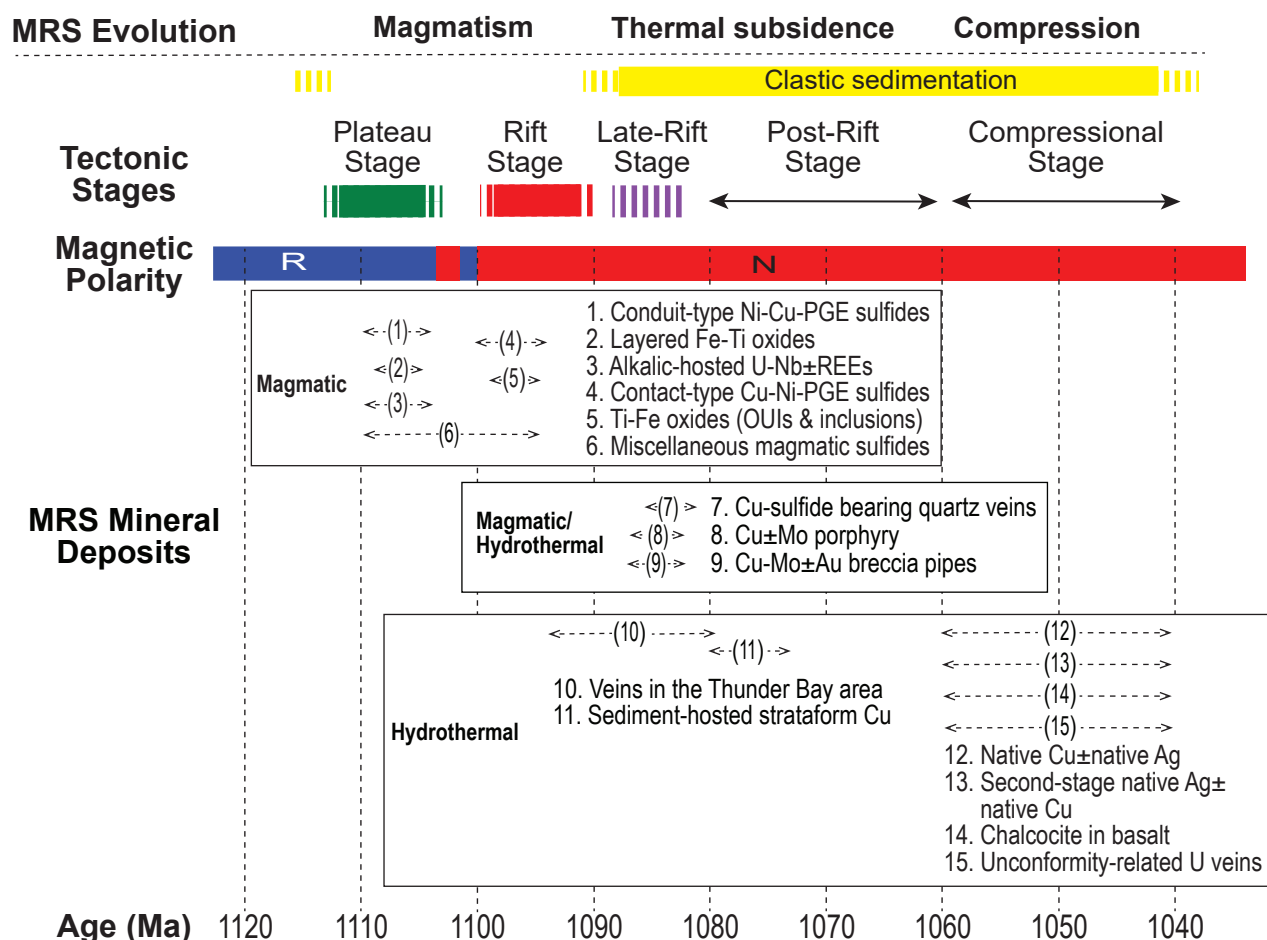 MRS Evolution
Magmatism
Thermal subsidence
Compression
Clastic sedimentation
Tectonic
Stages
Plateau
Stage
Rift
Stage
Late-Rift
Stage
Post-Rift
Stage
Compressional
Stage
Magnetic
Polarity
R
N
MRS Mineral
Deposits
Magmatic
(1)
(2)
(3)
(4)
(5)
(6)
1. Conduit-type Ni-Cu-PGE sulfides
2. Layered Fe-Ti oxides
3. Alkalic-hosted U-Nb±REEs
4. Contact-type Cu-Ni-PGE sulfides
5. Ti-Fe oxides (OUIs & inclusions)
6. Miscellaneous magmatic sulfides
Magmatic/
Hydrothermal
(7)
(8)
(9)
7. Cu-sulfide bearing quartz veins
8. Cu±Mo porphyry
9. Cu-Mo±Au breccia pipes
Hydrothermal
(10)
(11)
10. Veins in the Thunder Bay area
11. Sediment-hosted strataform Cu
(12)
(13)
(14)
(15)
12. Native Cu±native Ag
13. Second-stage native Ag±
native Cu
14. Chalcocite in basalt
15. Unconformity-related U veins
Age (Ma) 1120 1110 1100 1090 1080 1070 1060 1050 1040